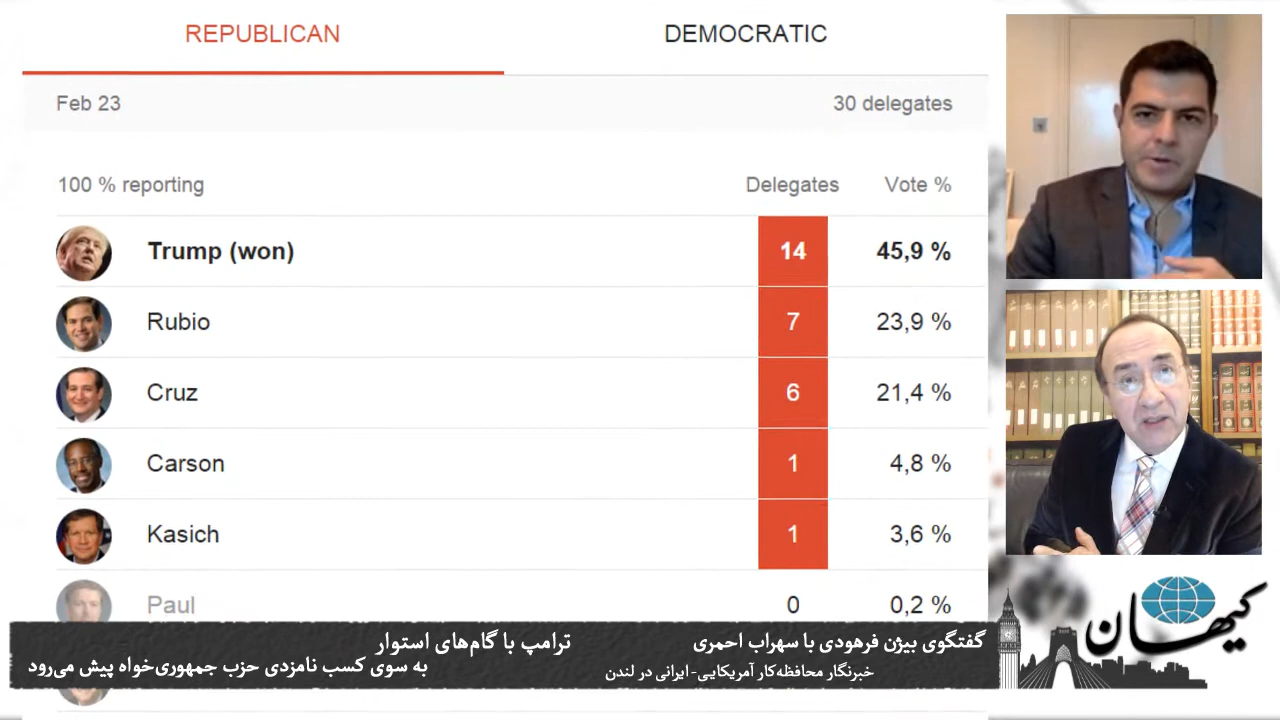 REPUBLICAN
DEMOCRATIC
Feb 23
30 delegates
100 % reporting
Delegates
Vote %
Trump (won)
14
45,9 %
Rubio
7
23,9 %
Cruz
6
21,4 %
Carson
1
4,8 %
Kasich
1
3,6 %
Paul
0
0,2 %
گفتگوی بیژن فرهودی با سهراب احمری
خبرنگار محافظه‌کار آمریکایی- ایرانی در لندن
ترامپ با گام‌های استوار
به سوی کسب نامزدی حزب جمهوری‌خواه پیش می‌رود
کیهان